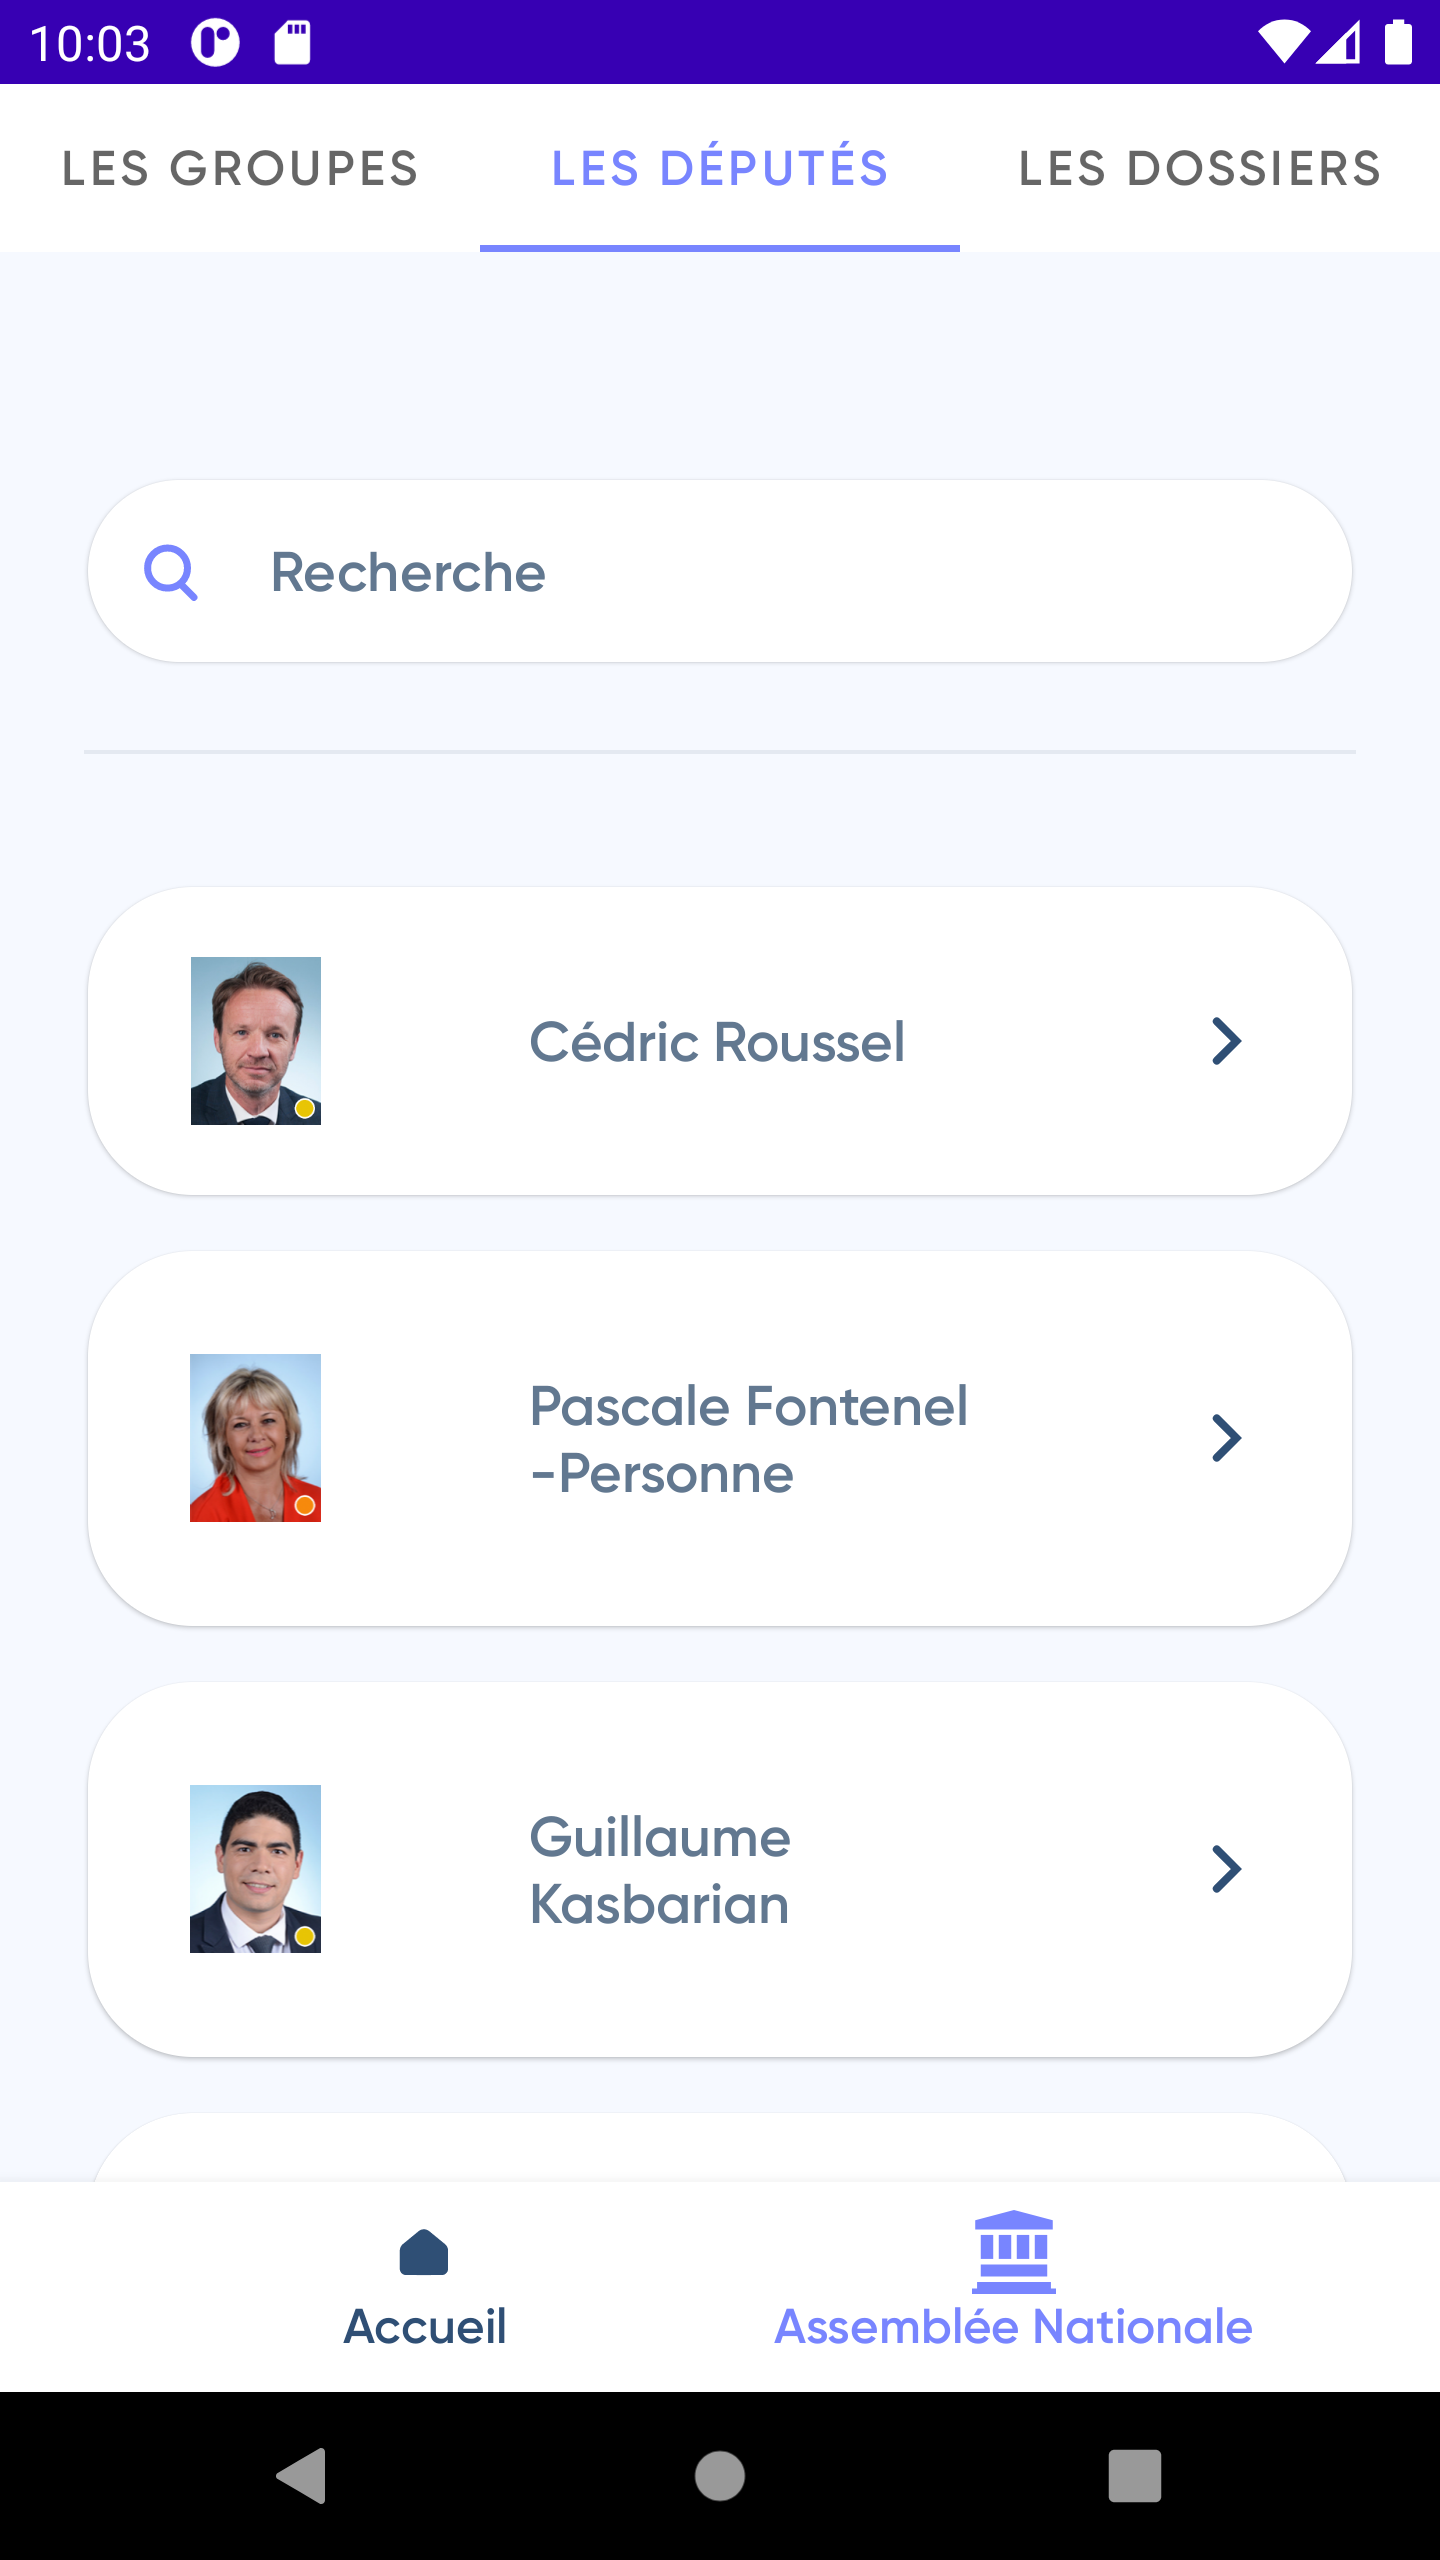 10:03
LES GROUPES
LES DÉPUTÉS
LES DOSSIERS
Recherche
Cédric Roussel
Pascale Fontenel
-Personne
Guillaume
Kasbarian
Accueil
Assemblée Nationale